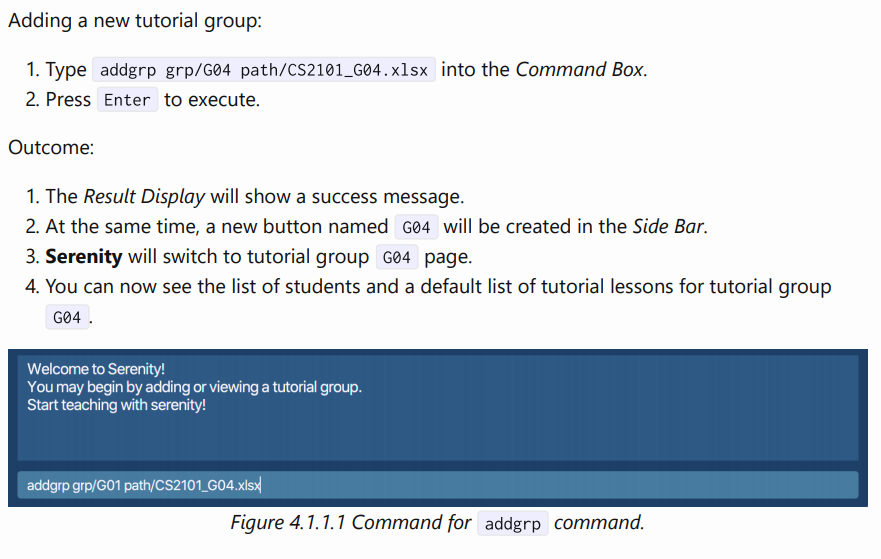 Adding a new tutorial group:
1. Type addgrp grp/G04 path/CS2101_G04.xlsx into the Command Box.
2. Press Enter to execute.
Outcome:
1. The Result Display will show a success message.
2. At the same time, a new button named G04 will be created in the Side Bar.
3. Serenity will switch to tutorial group G04 page.
4. You can now see the list of students and a default list of tutorial lessons for tutorial group
G04 .
Welcome to Serenity!
You may begin by adding or viewing a tutorial group.
Start teaching with serenity!
addgrp grp/G01 path/CS2101_G04.xlsx
Figure 4.1.1.1 Command for addgrp command.